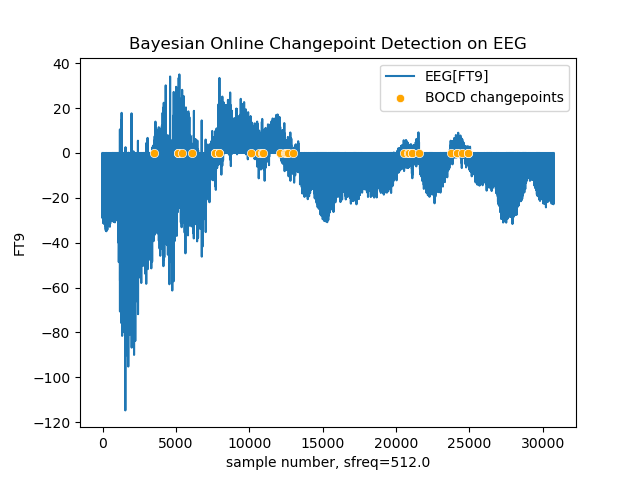 Bayesian Online Changepoint Detection on EEG
EEG[FT9]
BOCD changepoints
40
20
0
−20
−40
−60
−80
−100
−120
FT9
0 5000 10000 15000 20000 25000 30000
sample number, sfreq=512.0